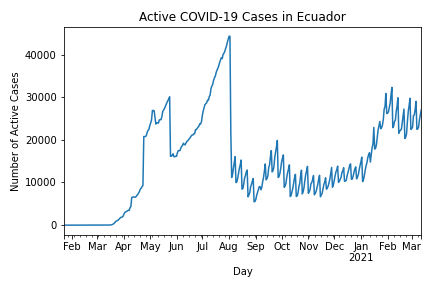 Active COVID-19 Cases in Ecuador
Number of Active Cases
40000
30000
20000
10000
0
Feb Mar Apr May Jun Jul Aug Sep Oct Nov Dec Jan Feb Mar
2021
Day